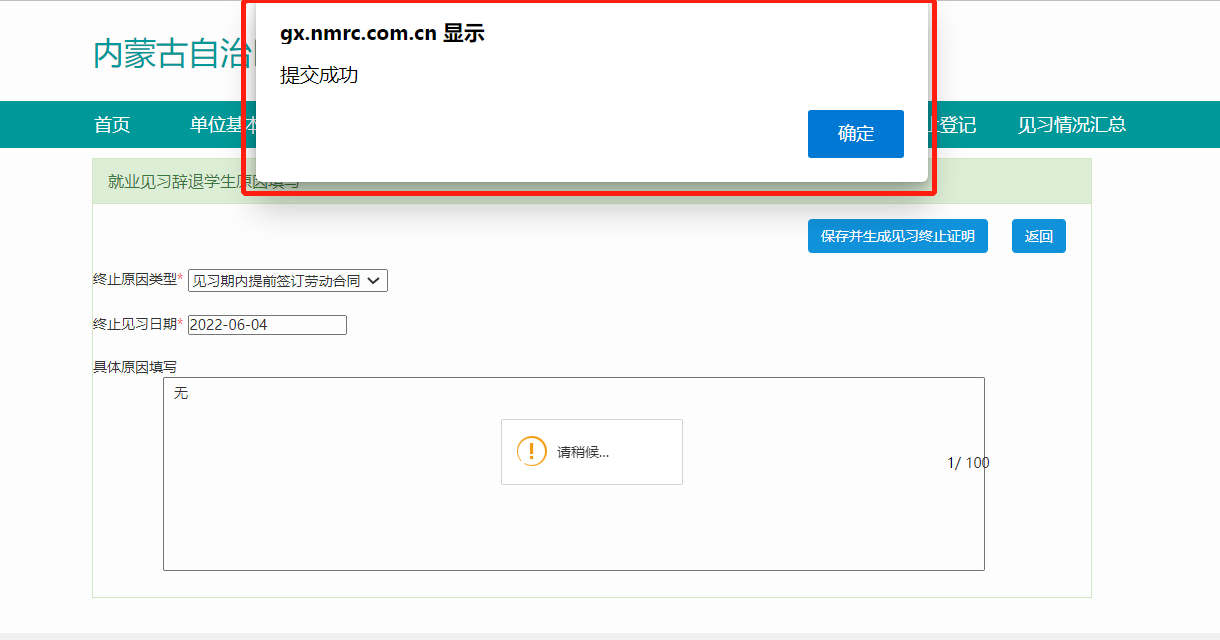 gx.nmrc.com.cn 显示
提交成功
确定
内蒙古自治
首页
单位基本
登记
见习情况汇总
就业见习辞退学生原因填写
保存并生成见习终止证明
返回
终止原因类型* 见习期内提前签订劳动合同
终止见习日期* 2022-06-04
具体原因填写
无
请稍候...
1/ 100